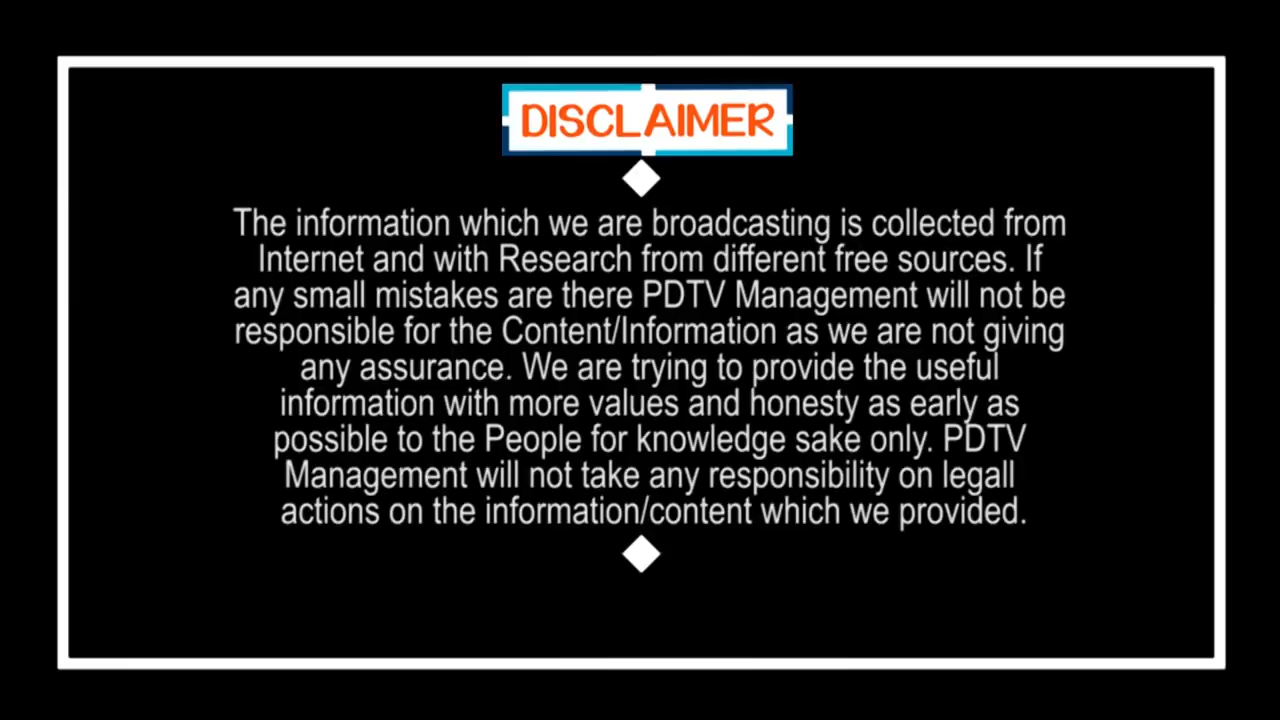 DISCLAIMER
The information which we are broadcasting is collected from
Internet and with Research from different free sources. If
any small mistakes are there PDTV Management will not be
responsible for the Content/Information as we are not giving
any assurance. We are trying to provide the useful
information with more values and honesty as early as
possible to the People for knowledge sake only. PDTV
Management will not take any responsibility on legall
actions on the information/content which we provided.